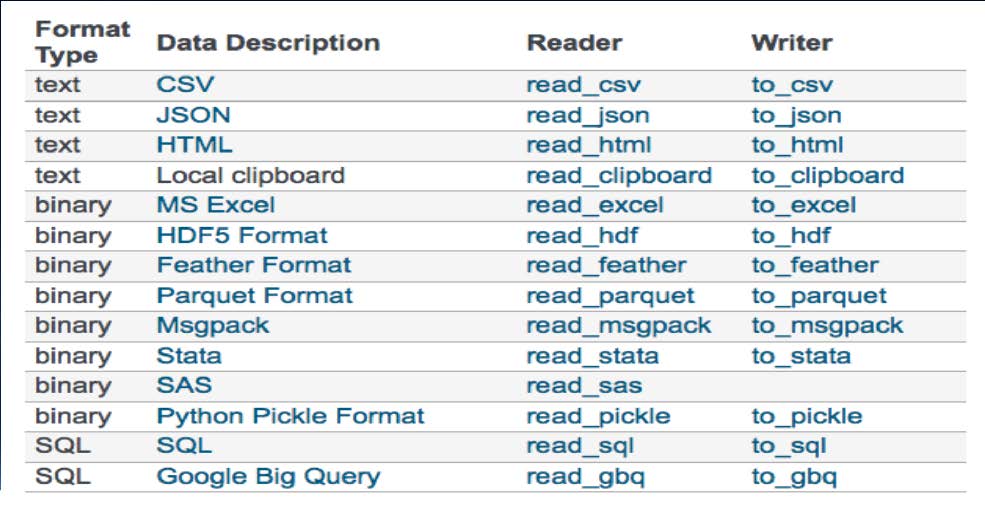 Format Type Data Description Reader Writer
text CSV read_csv to_csv
text JSON read_json to_json
text HTML read_html to_html
text Local clipboard read_clipboard to_clipboard
binary MS Excel read_excel to_excel
binary HDF5 Format read_hdf to_hdf
binary Feather Format read_feather to_feather
binary Parquet Format read_parquet to_parquet
binary Msgpack read_msgpack to_msgpack
binary Stata read_stata to_stata
binary SAS read_sas
binary Python Pickle Format read_pickle to_pickle
SQL SQL read_sql to_sql
SQL Google Big Query read_gbq to_gbq